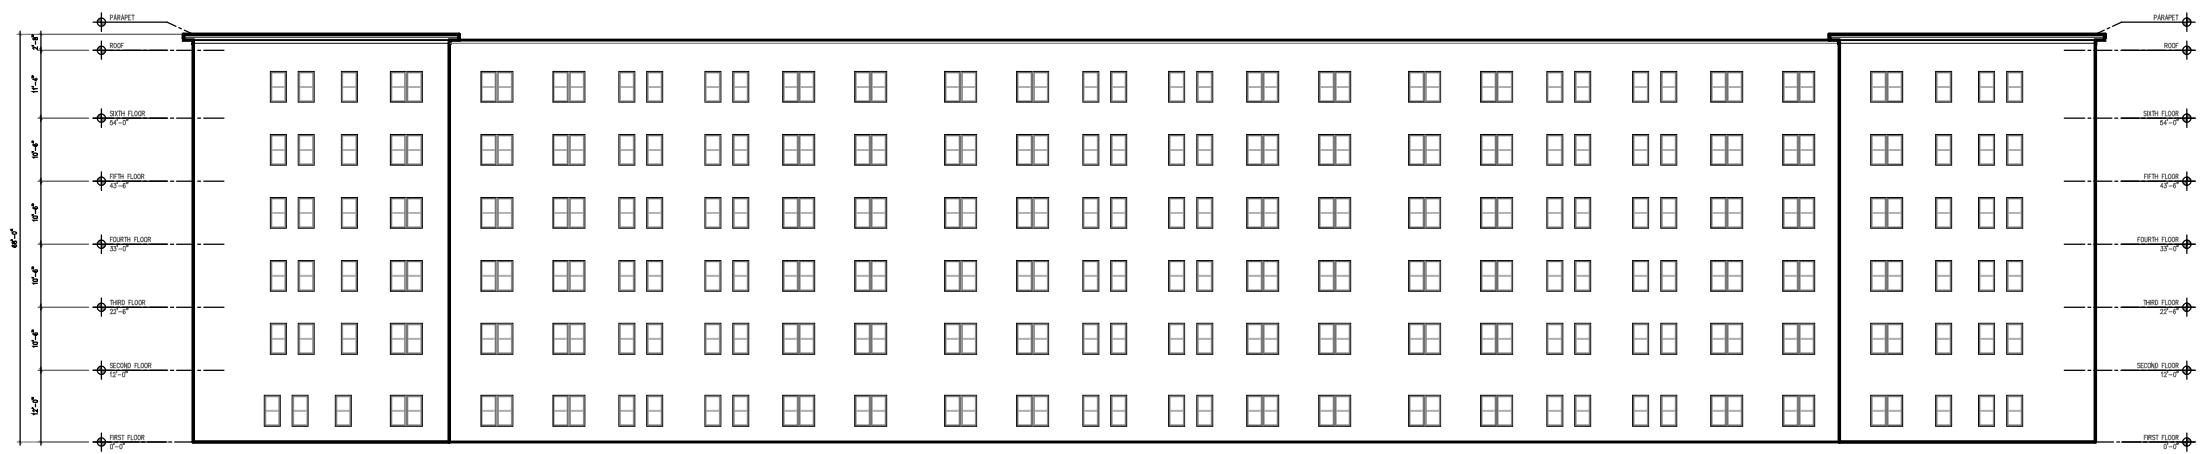 PARAPET
ROOF
SIXTH FLOOR
54'-0"
FIFTH FLOOR
43'-6"
FOURTH FLOOR
33'-0"
THIRD FLOOR
22'-6"
SECOND FLOOR
12'-0"
FIRST FLOOR
0'-0"
2'-8"
11'-4"
10'-6"
10'-6"
10'-6"
10'-6"
12'-0"
68'-0"
PARAPET
ROOF
SIXTH FLOOR
54'-0"
FIFTH FLOOR
43'-6"
FOURTH FLOOR
33'-0"
THIRD FLOOR
22'-6"
SECOND FLOOR
12'-0"
FIRST FLOOR
0'-0"